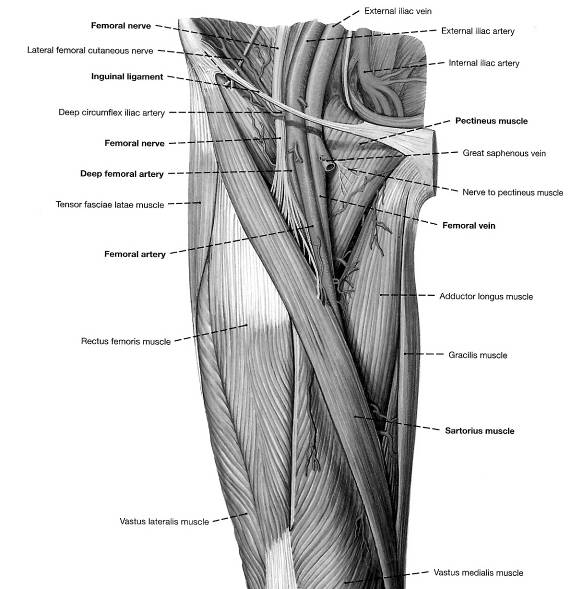 External iliac vein
Femoral nerve
External iliac artery
Lateral femoral cutaneous nerve
Internal iliac artery
Inguinal ligament
Deep circumflex iliac artery
Pectineus muscle
Femoral nerve
Great saphenous vein
Deep femoral artery
Nerve to pectineus muscle
Tensor fasciae latae muscle
Femoral vein
Femoral artery
Adductor longus muscle
Rectus femoris muscle
Gracilis muscle
Sartorius muscle
Vastus lateralis muscle
Vastus medialis muscle